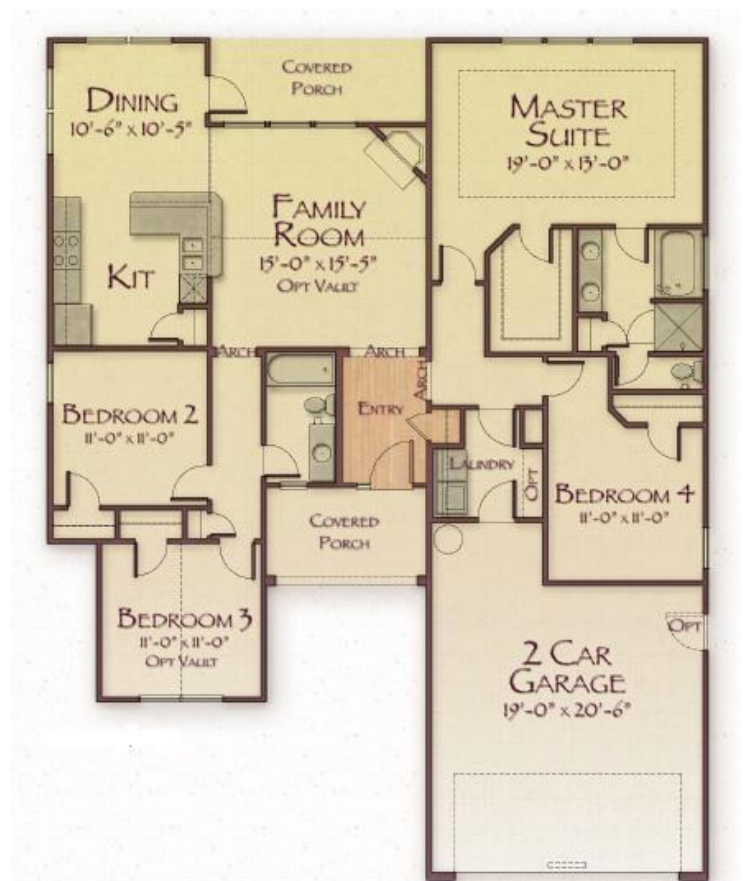 COVERED
PORCH
DINING
10'-6" x 10'-5"
MASTER
SUITE
19'-0" x 13'-0"
FAMILY
ROOM
15'-0" x 15'-5"
OPT VAULT
KIT
ARCH
ARCH
ARCH
ENTRY
BEDROOM 2
11'-0" x 11'-0"
LAUNDRY
OPT
BEDROOM 4
11'-0" x 11'-0"
COVERED
PORCH
BEDROOM 3
11'-0" x 11'-0"
OPT VAULT
OPT
2 CAR
GARAGE
19'-0" x 20'-6"